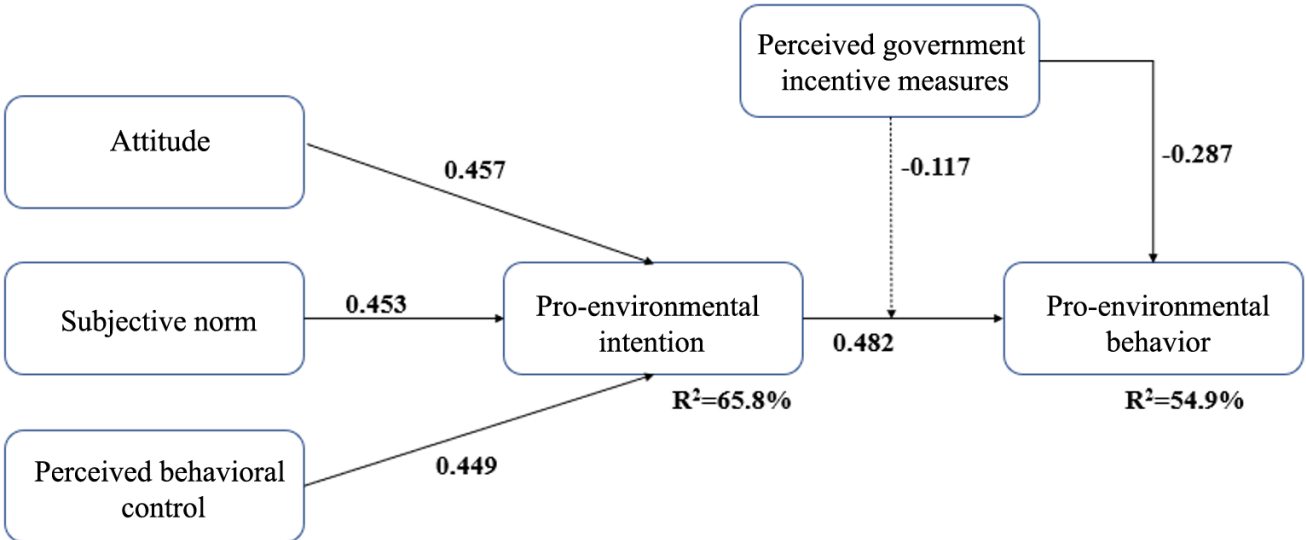 Perceived government
incentive measures
Attitude
0.457
-0.117
-0.287
Subjective norm
0.453
Pro-environmental
intention
0.482
Pro-environmental
behavior
R²=65.8%
R²=54.9%
Perceived behavioral
control
0.449